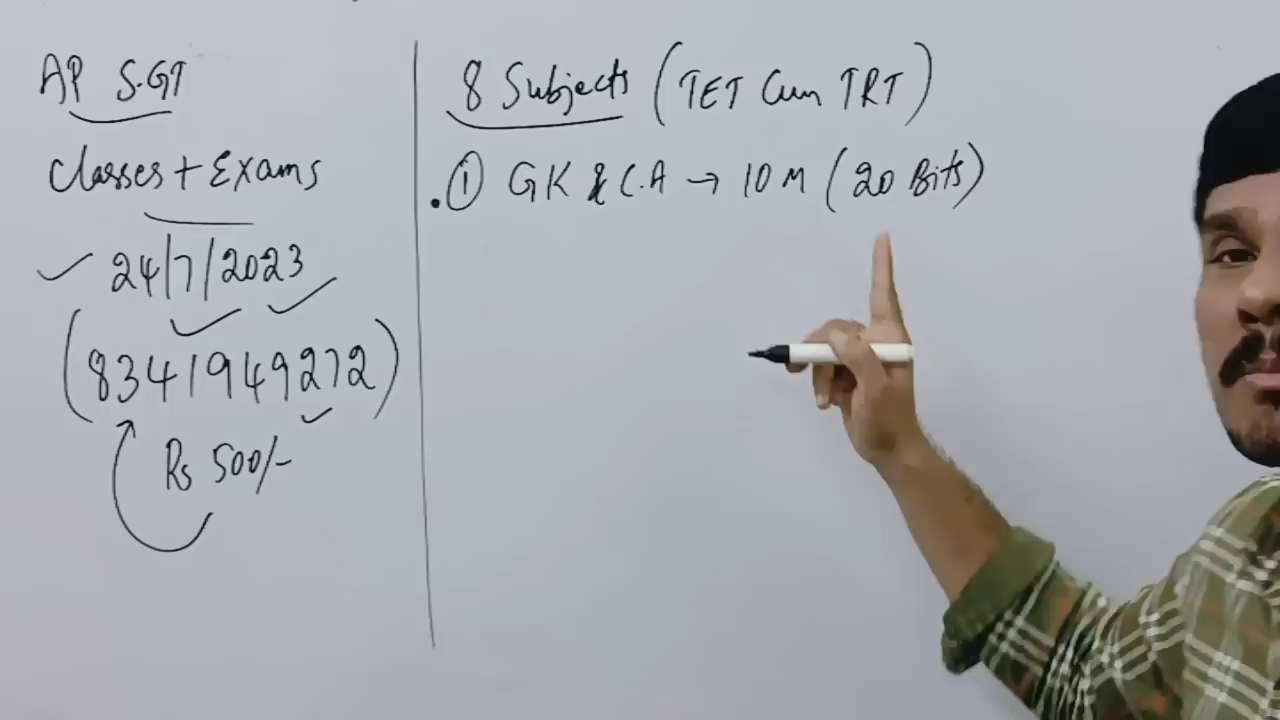 AP S.GT
Classes + Exams
24/7/2023
(8341949272)
Rs 500/-
8 Subjects (TET Cum TRT)
① GK & C.A → 10 M (20 Bits)